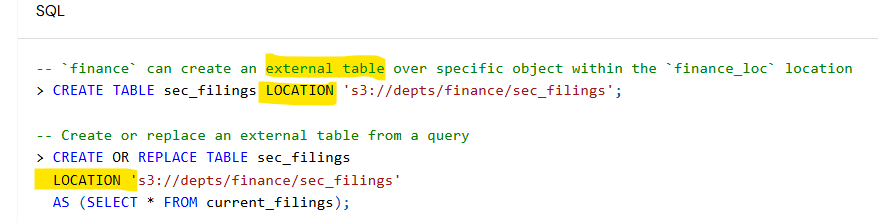 SQL
-- `finance` can create an external table over specific object within the `finance_loc` location
> CREATE TABLE sec_filings LOCATION 's3://depts/finance/sec_filings';
-- Create or replace an external table from a query
> CREATE OR REPLACE TABLE sec_filings
LOCATION 's3://depts/finance/sec_filings'
AS (SELECT * FROM current_filings);